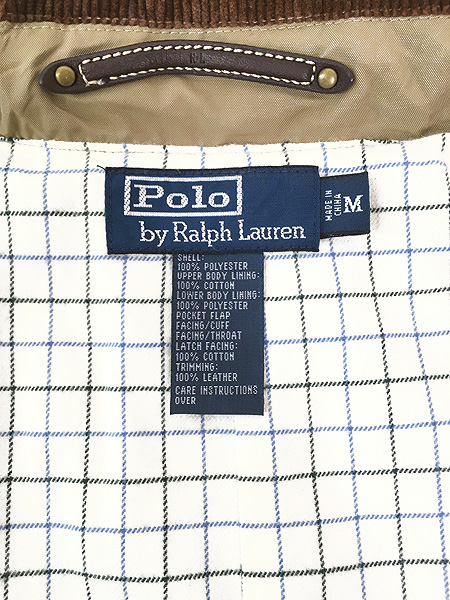 Polo
by Ralph Lauren
MADE IN
CHINA
M
SHELL:
100% POLYESTER
UPPER BODY LINING:
100% COTTON
LOWER BODY LINING:
100% POLYESTER
POCKET FLAP
FACING/CUFF
FACING/THROAT
LATCH FACING:
100% COTTON
TRIMMING:
100% LEATHER
CARE INSTRUCTIONS
OVER